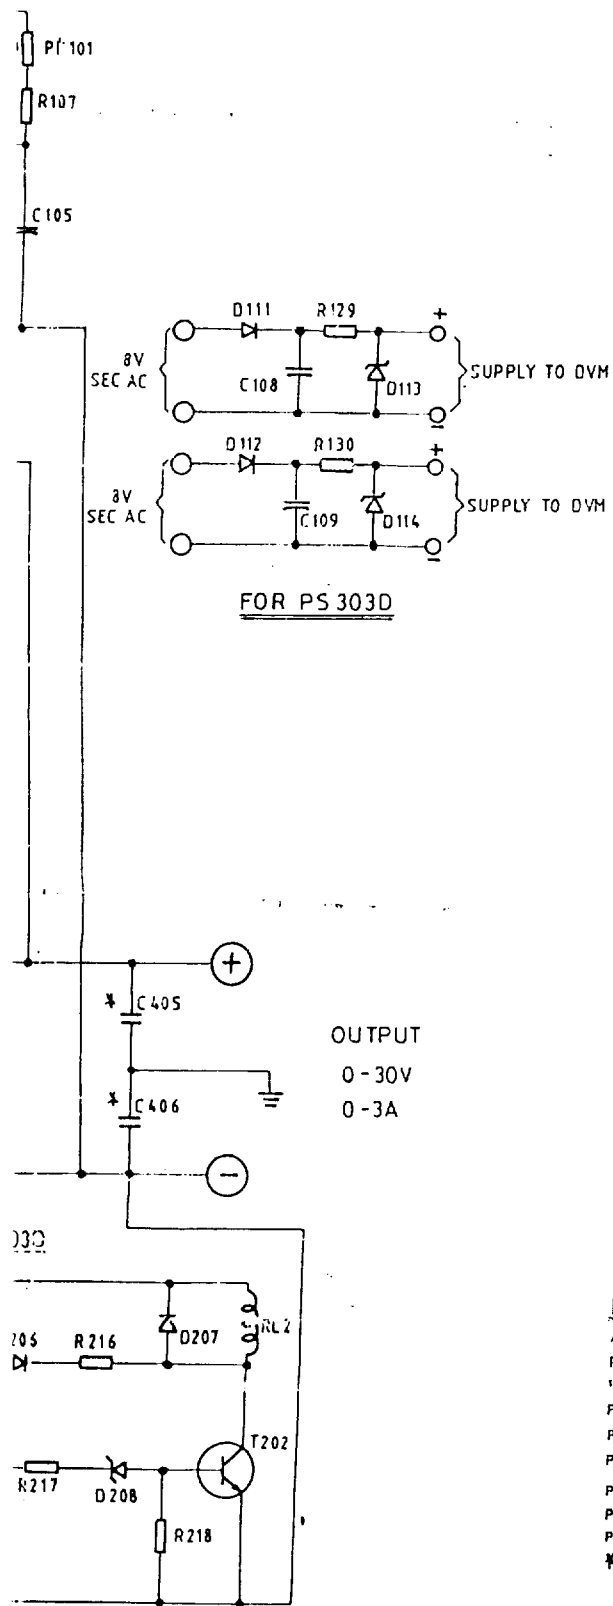 R107
C105
D111
R129
+
8V
SEC AC
C108
D113
SUPPLY TO DVM
−
D112
R130
+
8V
SEC AC
C109
D114
SUPPLY TO DVM
−
FOR PS 303D
+
* C405
OUTPUT
0-30V
0-3A
* C406
−
D207
RL2
206
R216
T202
R217
D208
R218